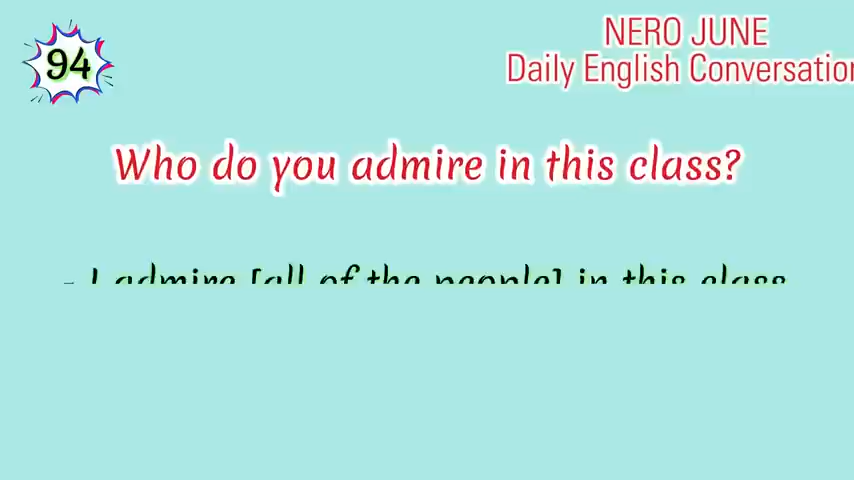 94
NERO JUNE
Daily English Conversation
Who do you admire in this class?
- I admire [all of the people] in this class